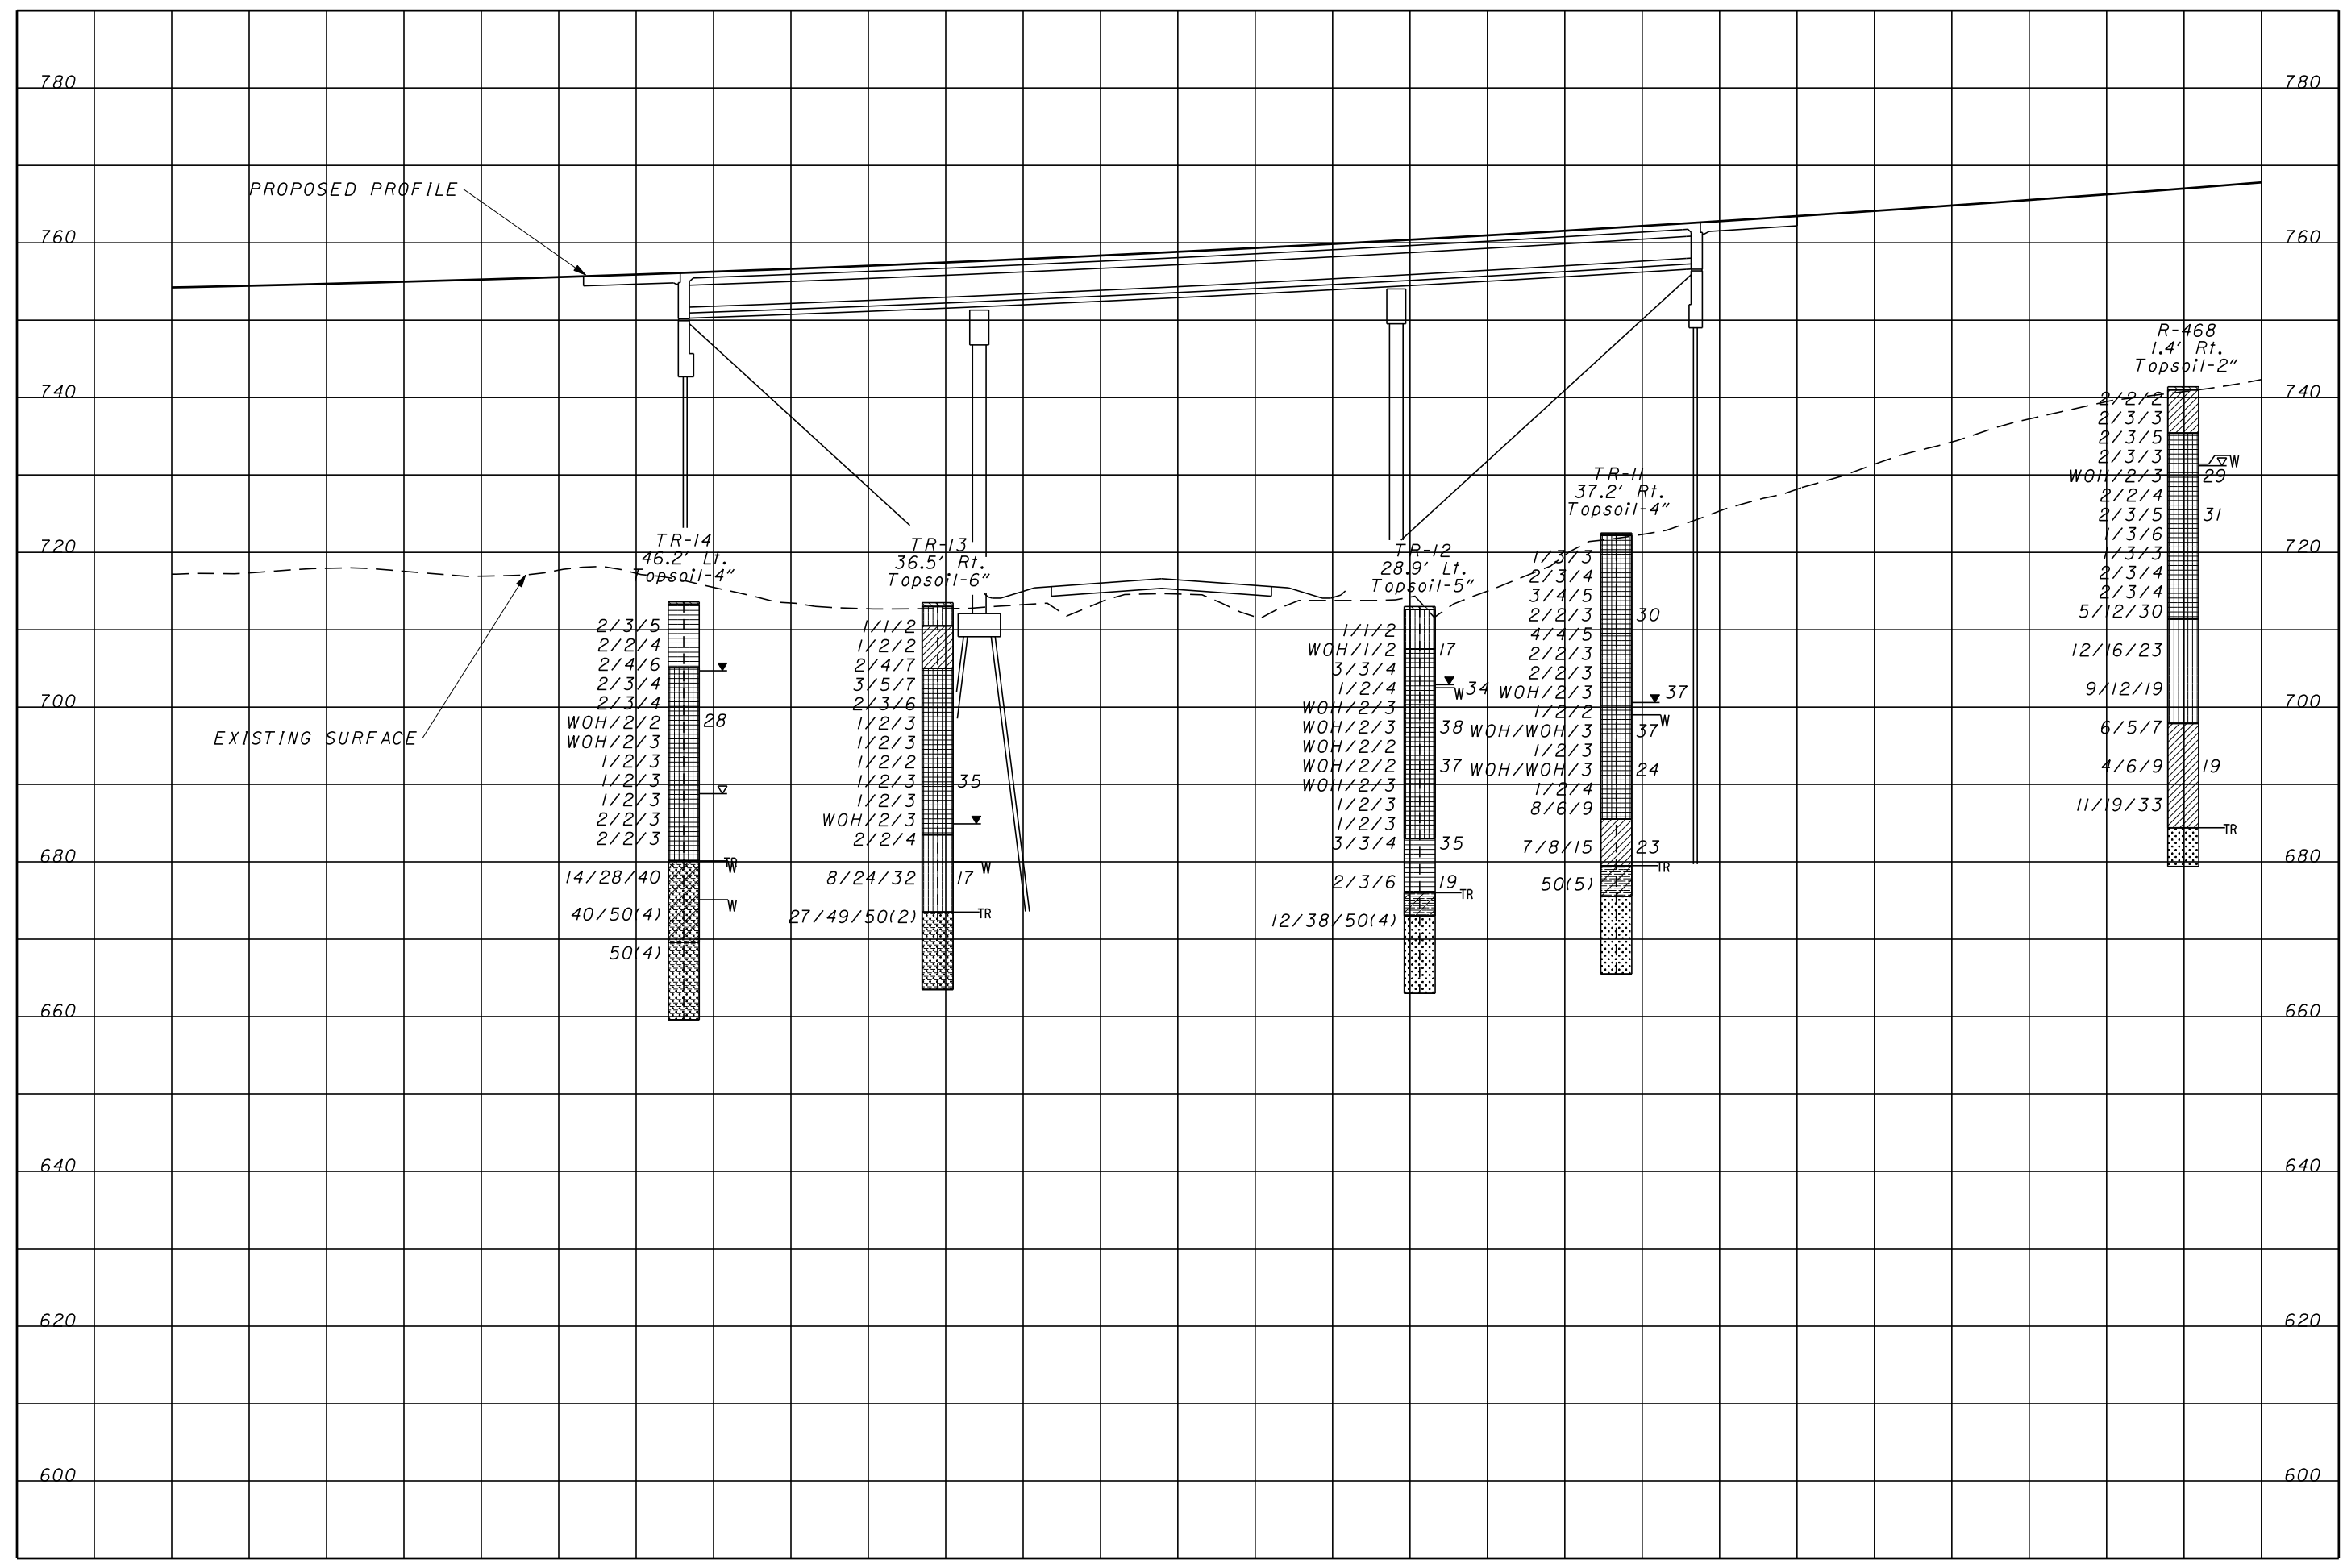 780 780
PROPOSED PROFILE
760 760
740 740
720 720
700 700
EXISTING SURFACE
680 680
660 660
640 640
620 620
600 600
TR-14
46.2' Lt.
Topsoil-4"
2/3/5
2/2/4
2/4/6
2/3/4
2/3/4
WOH/2/2 28
WOH/2/3
1/2/3
1/2/3
1/2/3
2/2/3
2/2/3
TR
W
14/28/40
W
40/50(4)
50(4)
TR-13
36.5' Rt.
Topsoil-6"
1/1/2
1/2/2
2/4/7
3/5/7
2/3/6
1/2/3
1/2/3
1/2/2
1/2/3 35
1/2/3
WOH/2/3
2/2/4
W
8/24/32 17
27/49/50(2) TR
TR-12
28.9' Lt.
Topsoil-5"
1/1/2
WOH/1/2 17
3/3/4
1/2/4 W 34
WOH/2/3
WOH/2/3 38
WOH/2/2
WOH/2/2 37
WOH/2/3
1/2/3
1/2/3
3/3/4 35
2/3/6 19
TR
12/38/50(4)
TR-11
37.2' Rt.
Topsoil-4"
1/3/3
2/3/4
3/4/5
2/2/3 30
4/4/5
2/2/3
2/2/3
WOH/2/3 37
1/2/2 W
WOH/WOH/3 37
1/2/3
WOH/WOH/3 24
1/2/4
8/6/9
7/8/15 23
TR
50(5)
R-468
1.4' Rt.
Topsoil-2"
2/2/2
2/3/3
2/3/5
2/3/3 W
WOH/2/3 29
2/2/4
2/3/5 31
1/3/6
1/3/3
2/3/4
2/3/4
5/12/30
12/16/23
9/12/19
6/5/7
4/6/9 19
11/19/33
TR